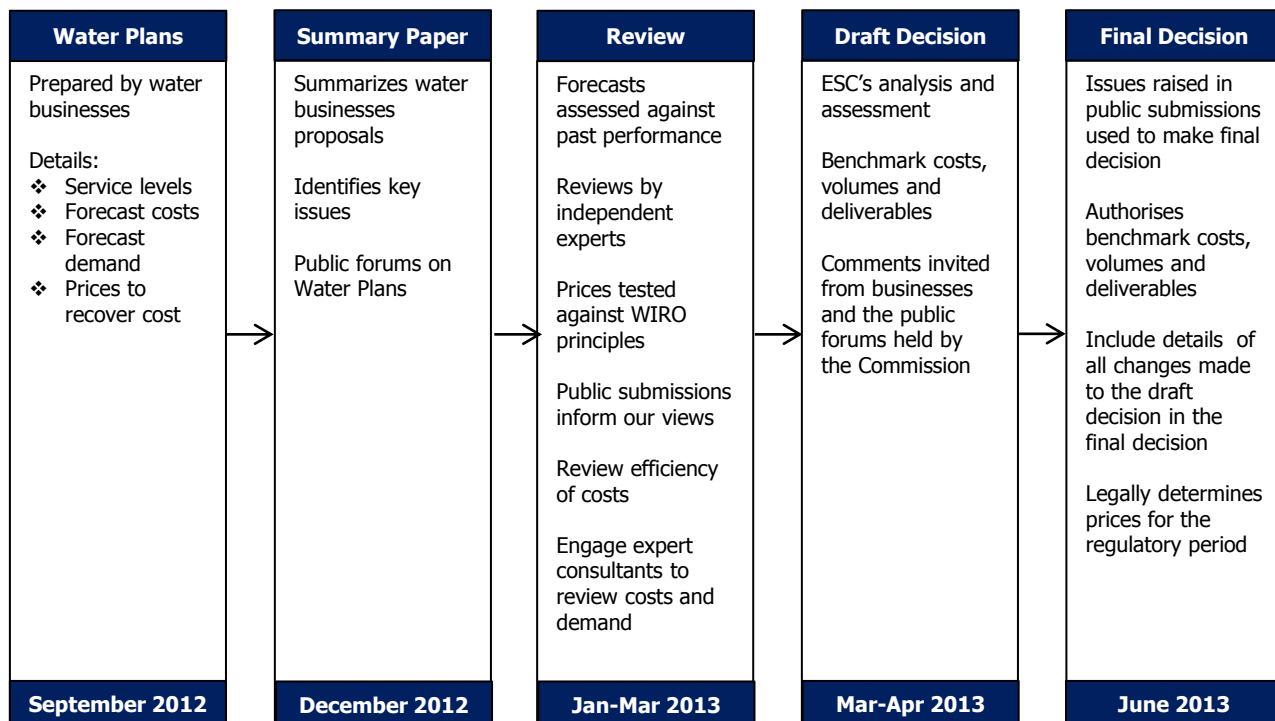 Water Plans
Prepared by water
businesses
Details:
❖ Service levels
❖ Forecast costs
❖ Forecast
demand
❖ Prices to
recover cost
September 2012
Summary Paper
Summarizes water
businesses
proposals
Identifies key
issues
Public forums on
Water Plans
December 2012
Review
Forecasts
assessed against
past performance
Reviews by
independent
experts
Prices tested
against WIRO
principles
Public submissions
inform our views
Review efficiency
of costs
Engage expert
consultants to
review costs and
demand
Jan-Mar 2013
Draft Decision
ESC’s analysis and
assessment
Benchmark costs,
volumes and
deliverables
Comments invited
from businesses
and the public
forums held by
the Commission
Mar-Apr 2013
Final Decision
Issues raised in
public submissions
used to make final
decision
Authorises
benchmark costs,
volumes and
deliverables
Include details of
all changes made
to the draft
decision in the
final decision
Legally determines
prices for the
regulatory period
June 2013